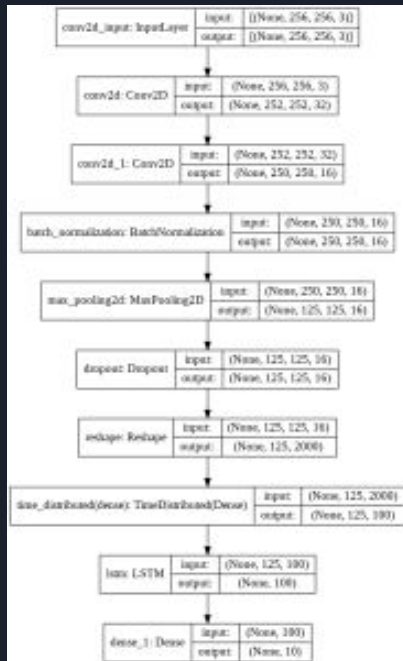 conv2d_input: InputLayer
input: [(None, 256, 256, 3)]
output: [(None, 256, 256, 3)]
conv2d: Conv2D
input: (None, 256, 256, 3)
output: (None, 252, 252, 32)
conv2d_1: Conv2D
input: (None, 252, 252, 32)
output: (None, 250, 250, 16)
batch_normalization: BatchNormalization
input: (None, 250, 250, 16)
output: (None, 250, 250, 16)
max_pooling2d: MaxPooling2D
input: (None, 250, 250, 16)
output: (None, 125, 125, 16)
dropout: Dropout
input: (None, 125, 125, 16)
output: (None, 125, 125, 16)
reshape: Reshape
input: (None, 125, 125, 16)
output: (None, 125, 2000)
time_distributed(dense): TimeDistributed(Dense)
input: (None, 125, 2000)
output: (None, 125, 100)
lstm: LSTM
input: (None, 125, 100)
output: (None, 100)
dense_1: Dense
input: (None, 100)
output: (None, 10)